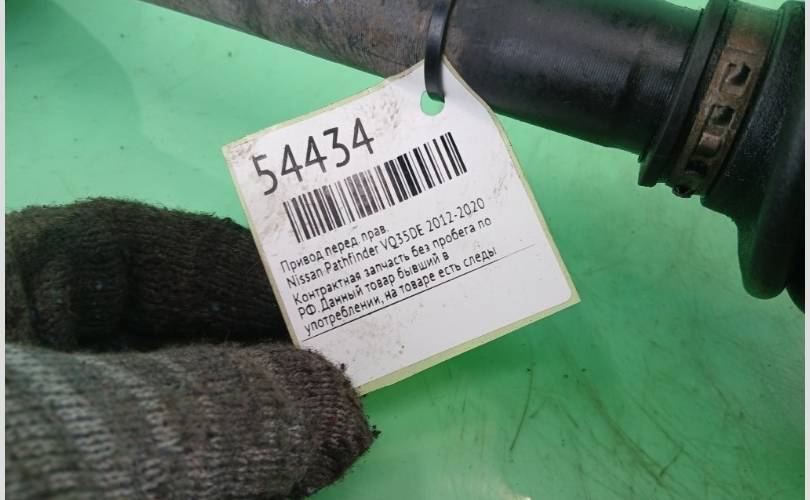 54434
Привод перед. прав.
Nissan Pathfinder VQ35DE 2012-2020
Контрактная запчасть без пробега по
РФ. Данный товар бывший в
употреблении, на товаре есть следы